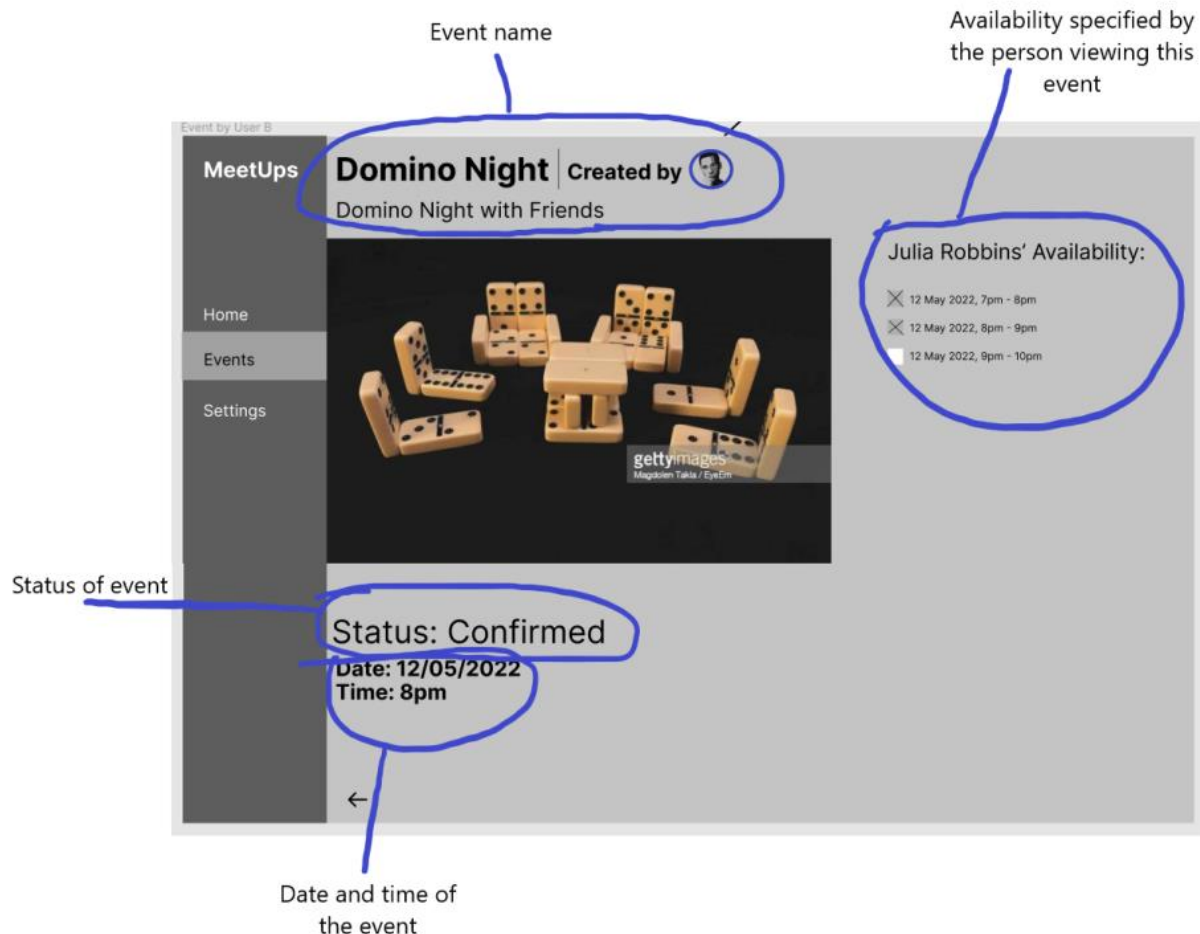 Event name
Availability specified by
the person viewing this
event
Event by User B
MeetUps
Domino Night
Created by
Domino Night with Friends
Julia Robbins’ Availability:
12 May 2022, 7pm - 8pm
12 May 2022, 8pm - 9pm
12 May 2022, 9pm - 10pm
Home
Events
Settings
gettyimages
Magdolen Takla / EyeEm
Status of event
Status: Confirmed
Date: 12/05/2022
Time: 8pm
Date and time of
the event